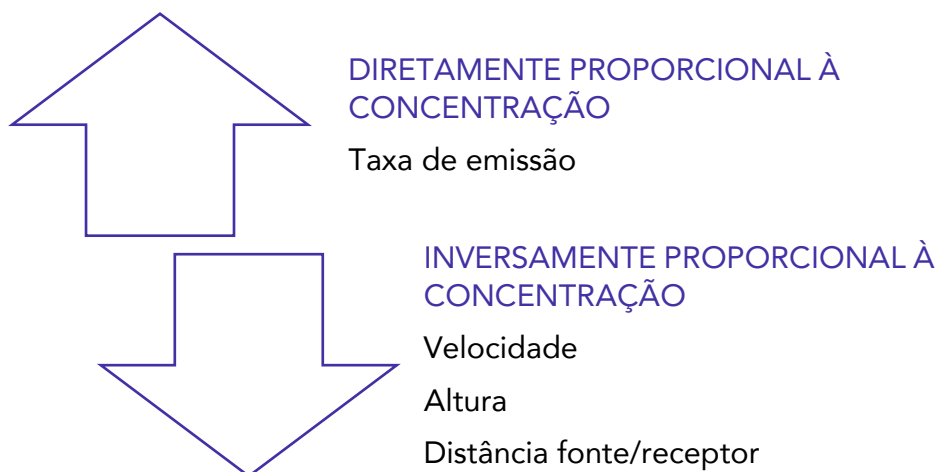 DIRETAMENTE PROPORCIONAL À
CONCENTRAÇÃO
Taxa de emissão
INVERSAMENTE PROPORCIONAL À
CONCENTRAÇÃO
Velocidade
Altura
Distância fonte/receptor